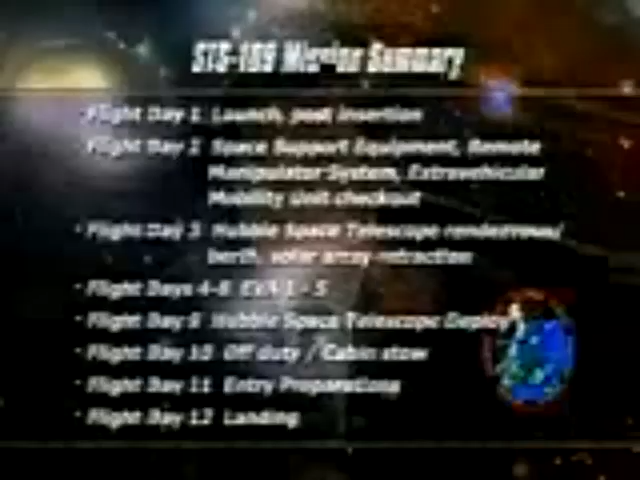 STS-109 Mission Summary
Flight Day 1 Launch, post insertion
Flight Day 2 Space Support Equipment, Remote
Manipulator System, Extravehicular
Mobility Unit checkout
· Flight Day 3 Hubble Space Telescope rendezvous/
berth, solar array retraction
· Flight Days 4-8 EVA 1 - 5
· Flight Day 9 Hubble Space Telescope Deploy
· Flight Day 10 Off duty / Cabin stow
· Flight Day 11 Entry Preparations
· Flight Day 12 Landing